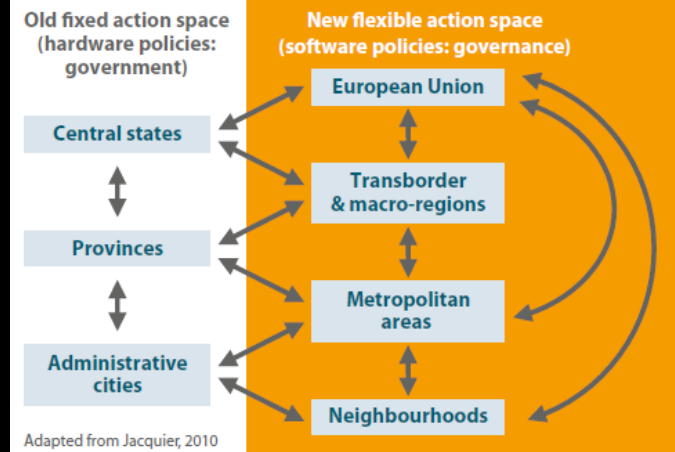 Old fixed action space
(hardware policies:
government)
New flexible action space
(software policies: governance)
European Union
Central states
Transborder
& macro-regions
Provinces
Metropolitan
areas
Administrative
cities
Neighbourhoods
Adapted from Jacquier, 2010